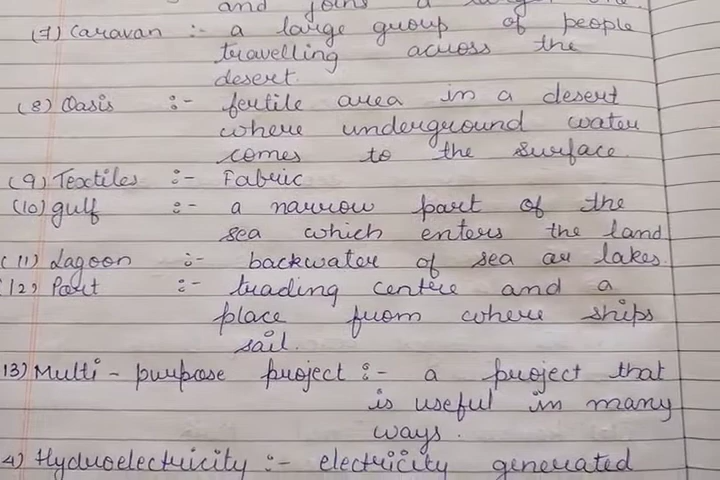 and joins a
(7) Caravan :- a large group of people
travelling across the
desert.
(8) Oasis :- fertile area in a desert
where underground water
comes to the surface.
(9) Textiles :- Fabric
(10) gulf :- a narrow part of the
sea which enters the land
(11) Lagoon :- backwater of sea or lakes.
(12) Port :- trading centre and a
place from where ships
sail.
13) Multi-purpose project :- a project that
is useful in many
ways.
4) Hydroelectricity :- electricity generated